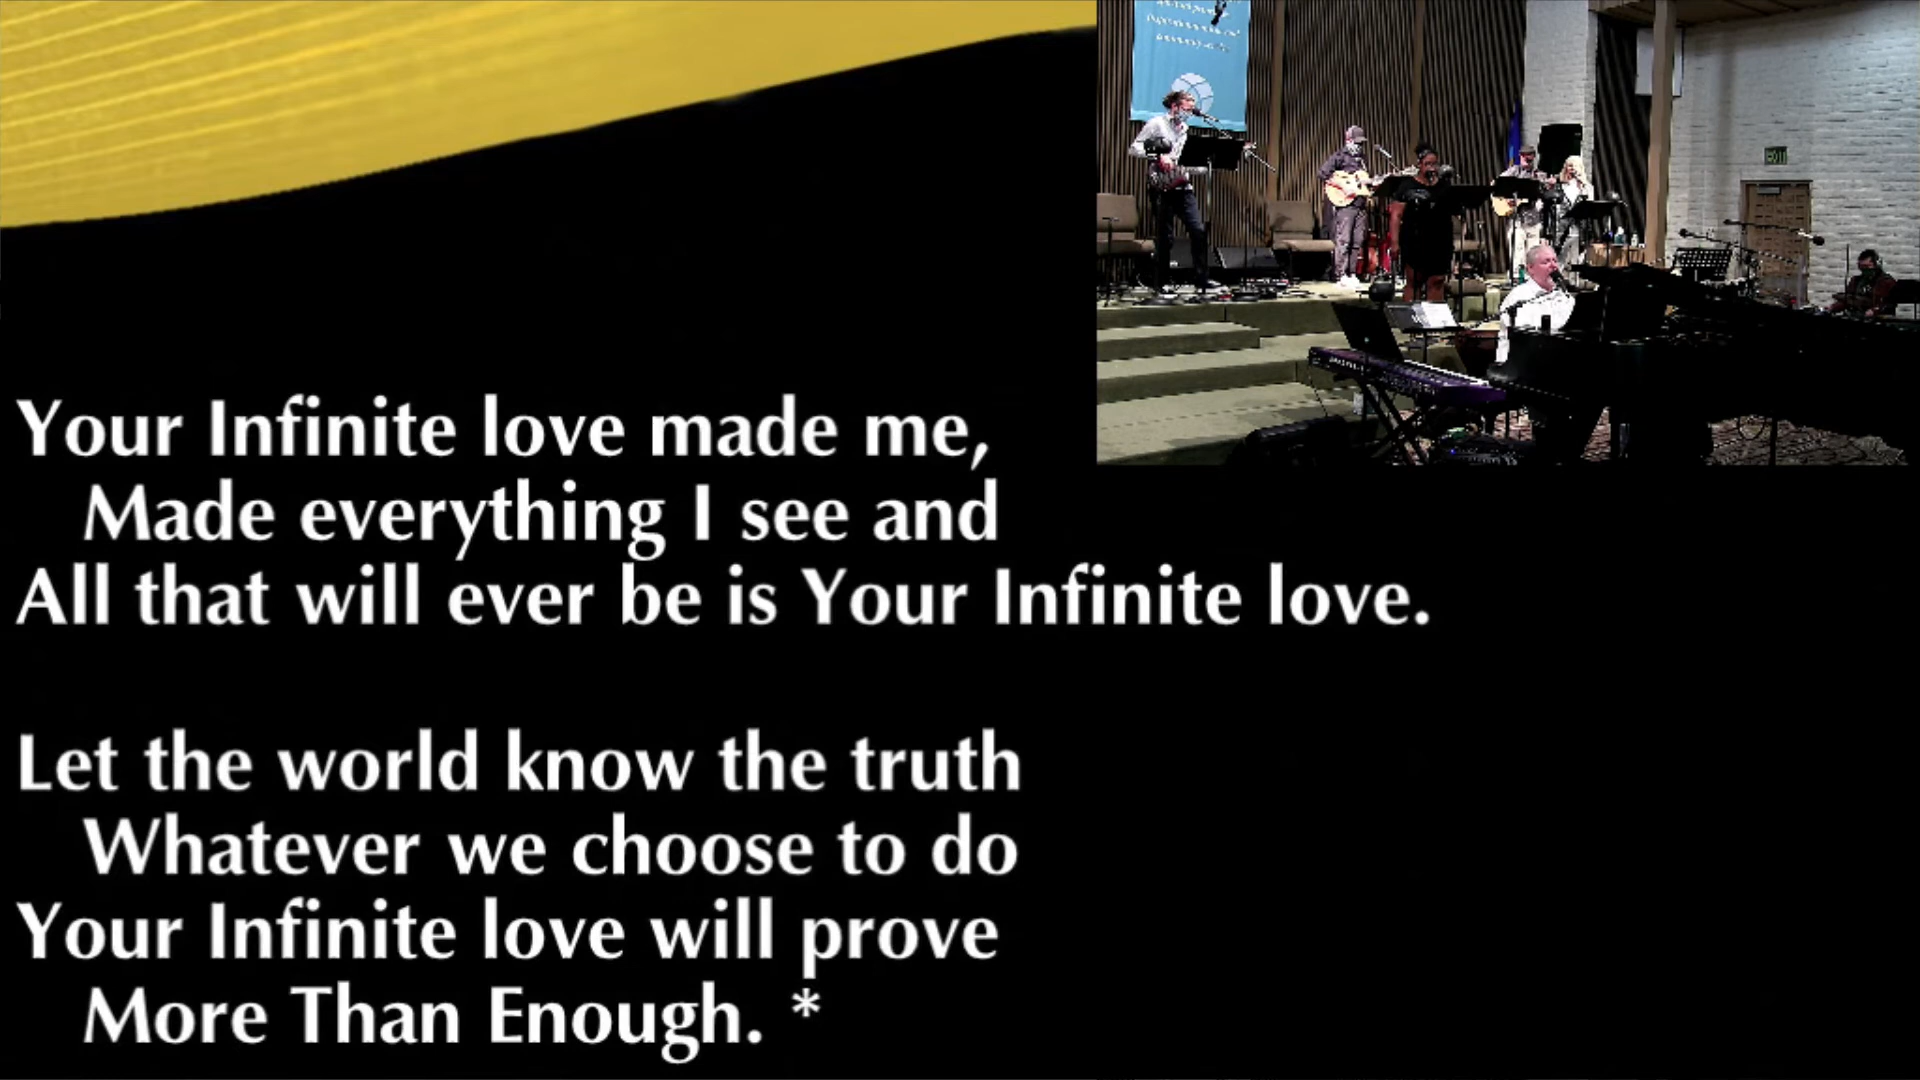 Your Infinite love made me,
Made everything I see and
All that will ever be is Your Infinite love.
Let the world know the truth
Whatever we choose to do
Your Infinite love will prove
More Than Enough. *